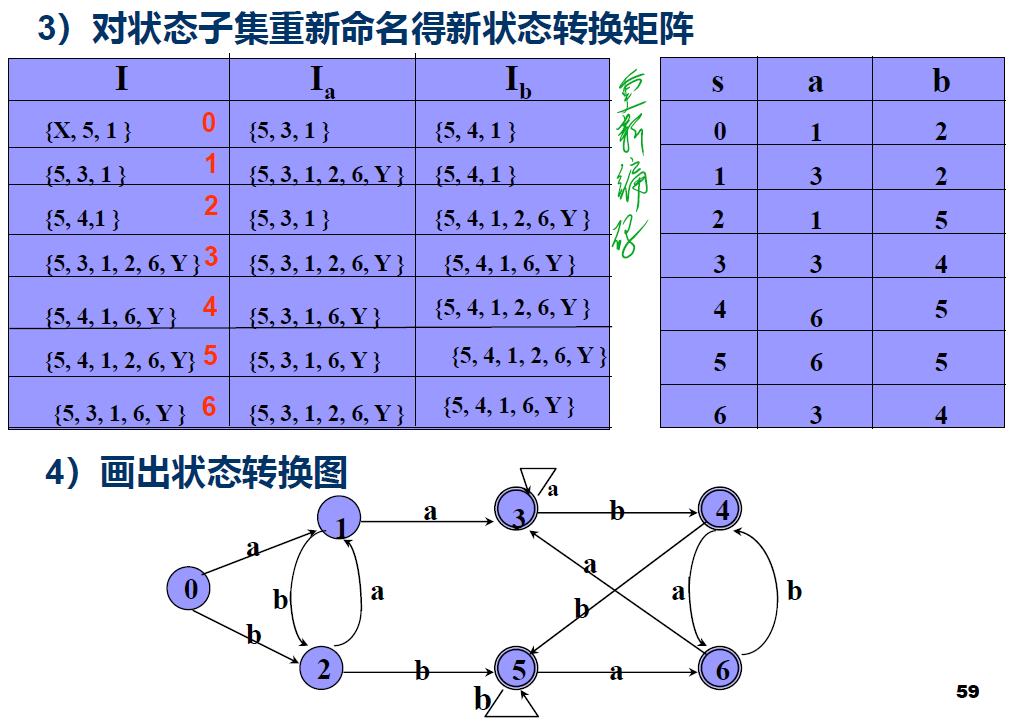 3）对状态子集重新命名得新状态转换矩阵
I Ia Ib
{X, 5, 1 } 0 {5, 3, 1 } {5, 4, 1 }
{5, 3, 1 } 1 {5, 3, 1, 2, 6, Y } {5, 4, 1 }
{5, 4,1 } 2 {5, 3, 1 } {5, 4, 1, 2, 6, Y }
{5, 3, 1, 2, 6, Y } 3 {5, 3, 1, 2, 6, Y } {5, 4, 1, 6, Y }
{5, 4, 1, 6, Y } 4 {5, 3, 1, 6, Y } {5, 4, 1, 2, 6, Y }
{5, 4, 1, 2, 6, Y} 5 {5, 3, 1, 6, Y } {5, 4, 1, 2, 6, Y }
{5, 3, 1, 6, Y } 6 {5, 3, 1, 2, 6, Y } {5, 4, 1, 6, Y }
重新编码
s a b
0 1 2
1 3 2
2 1 5
3 3 4
4 6 5
5 6 5
6 3 4
4）画出状态转换图
a
1 a 3 b 4
a
0 b a a b a b
b
2 b 5 a 6
b
59